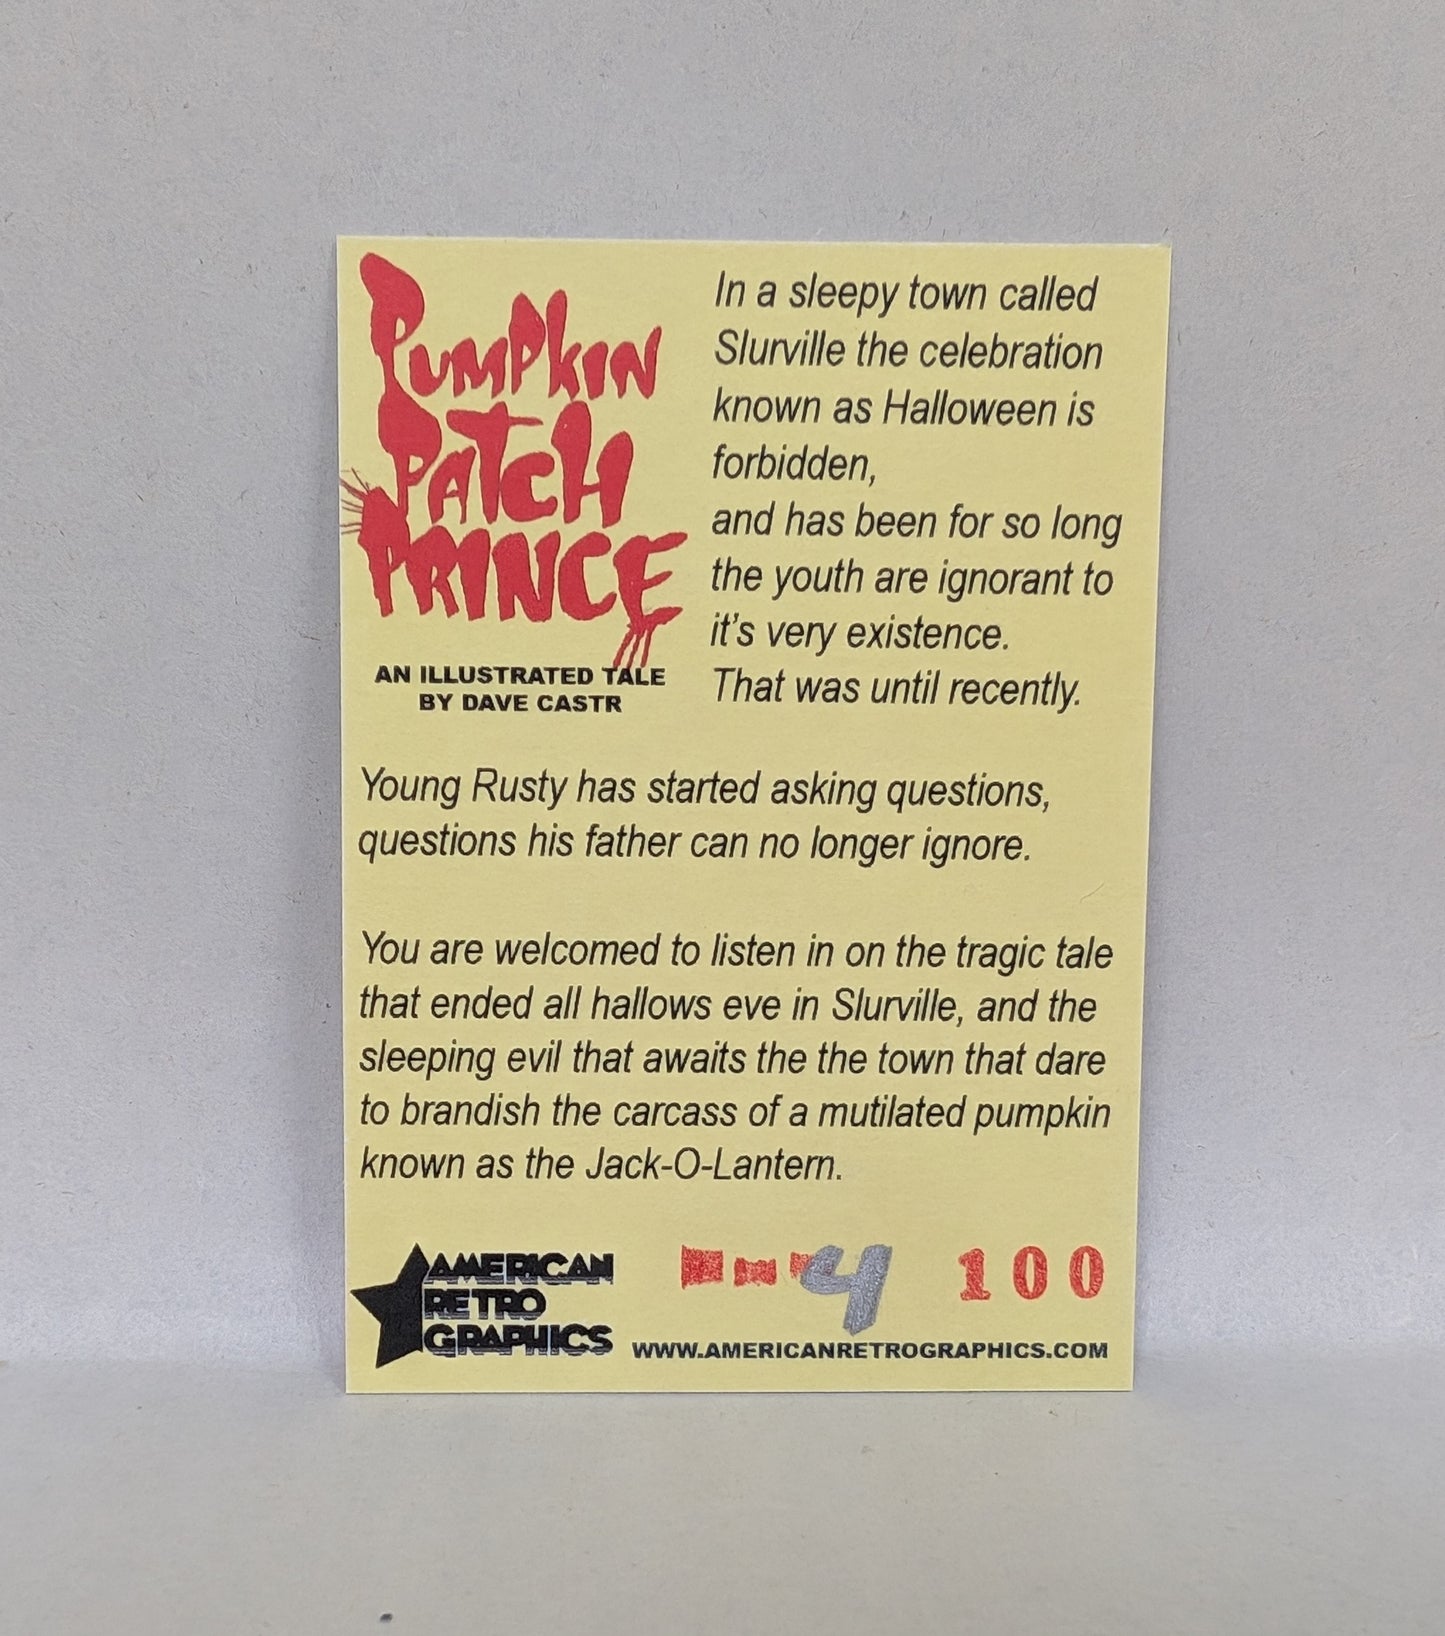 PUMPKIN
PATCH
PRINCE
AN ILLUSTRATED TALE
BY DAVE CASTR
In a sleepy town called
Slurville the celebration
known as Halloween is
forbidden,
and has been for so long
the youth are ignorant to
it's very existence.
That was until recently.
Young Rusty has started asking questions,
questions his father can no longer ignore.
You are welcomed to listen in on the tragic tale
that ended all hallows eve in Slurville, and the
sleeping evil that awaits the the town that dare
to brandish the carcass of a mutilated pumpkin
known as the Jack-O-Lantern.
AMERICAN
RETRO
GRAPHICS
4 100
WWW.AMERICANRETROGRAPHICS.COM